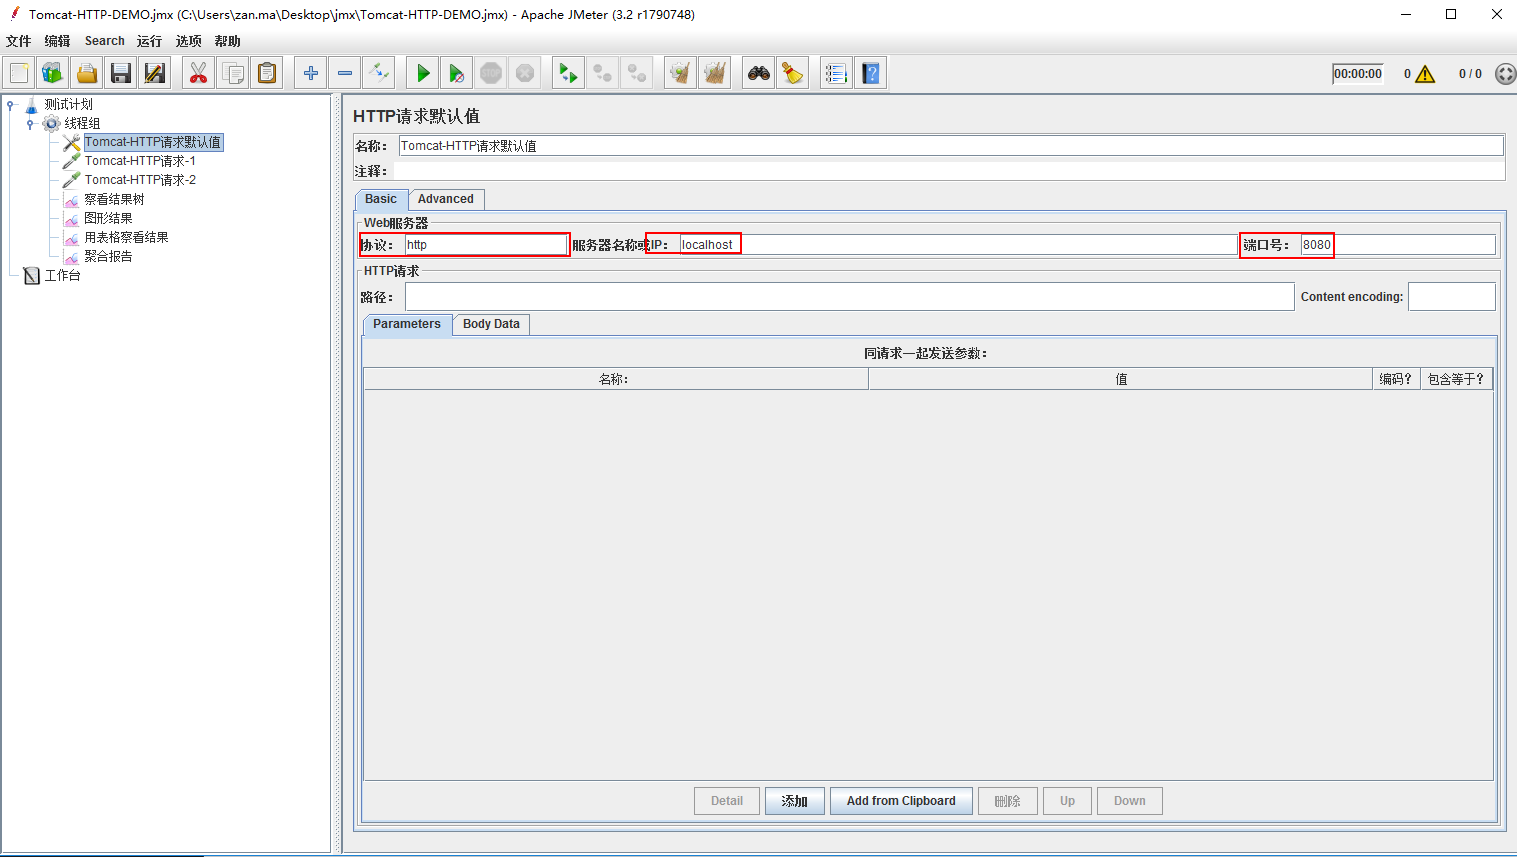 Tomcat-HTTP-DEMO.jmx (C:\Users\zan.ma\Desktop\jmx\Tomcat-HTTP-DEMO.jmx) - Apache JMeter (3.2 r1790748)
文件 编辑 Search 运行 选项 帮助
STOP 00:00:00 0 0 / 0
测试计划
线程组
Tomcat-HTTP请求默认值
Tomcat-HTTP请求-1
Tomcat-HTTP请求-2
察看结果树
图形结果
用表格察看结果
聚合报告
工作台
HTTP请求默认值
名称： Tomcat-HTTP请求默认值
注释：
Basic Advanced
Web服务器
协议： http 服务器名称或IP： localhost 端口号： 8080
HTTP请求
路径： Content encoding:
Parameters Body Data
同请求一起发送参数：
名称： 值 编码？ 包含等于？
Detail 添加 Add from Clipboard 删除 Up Down